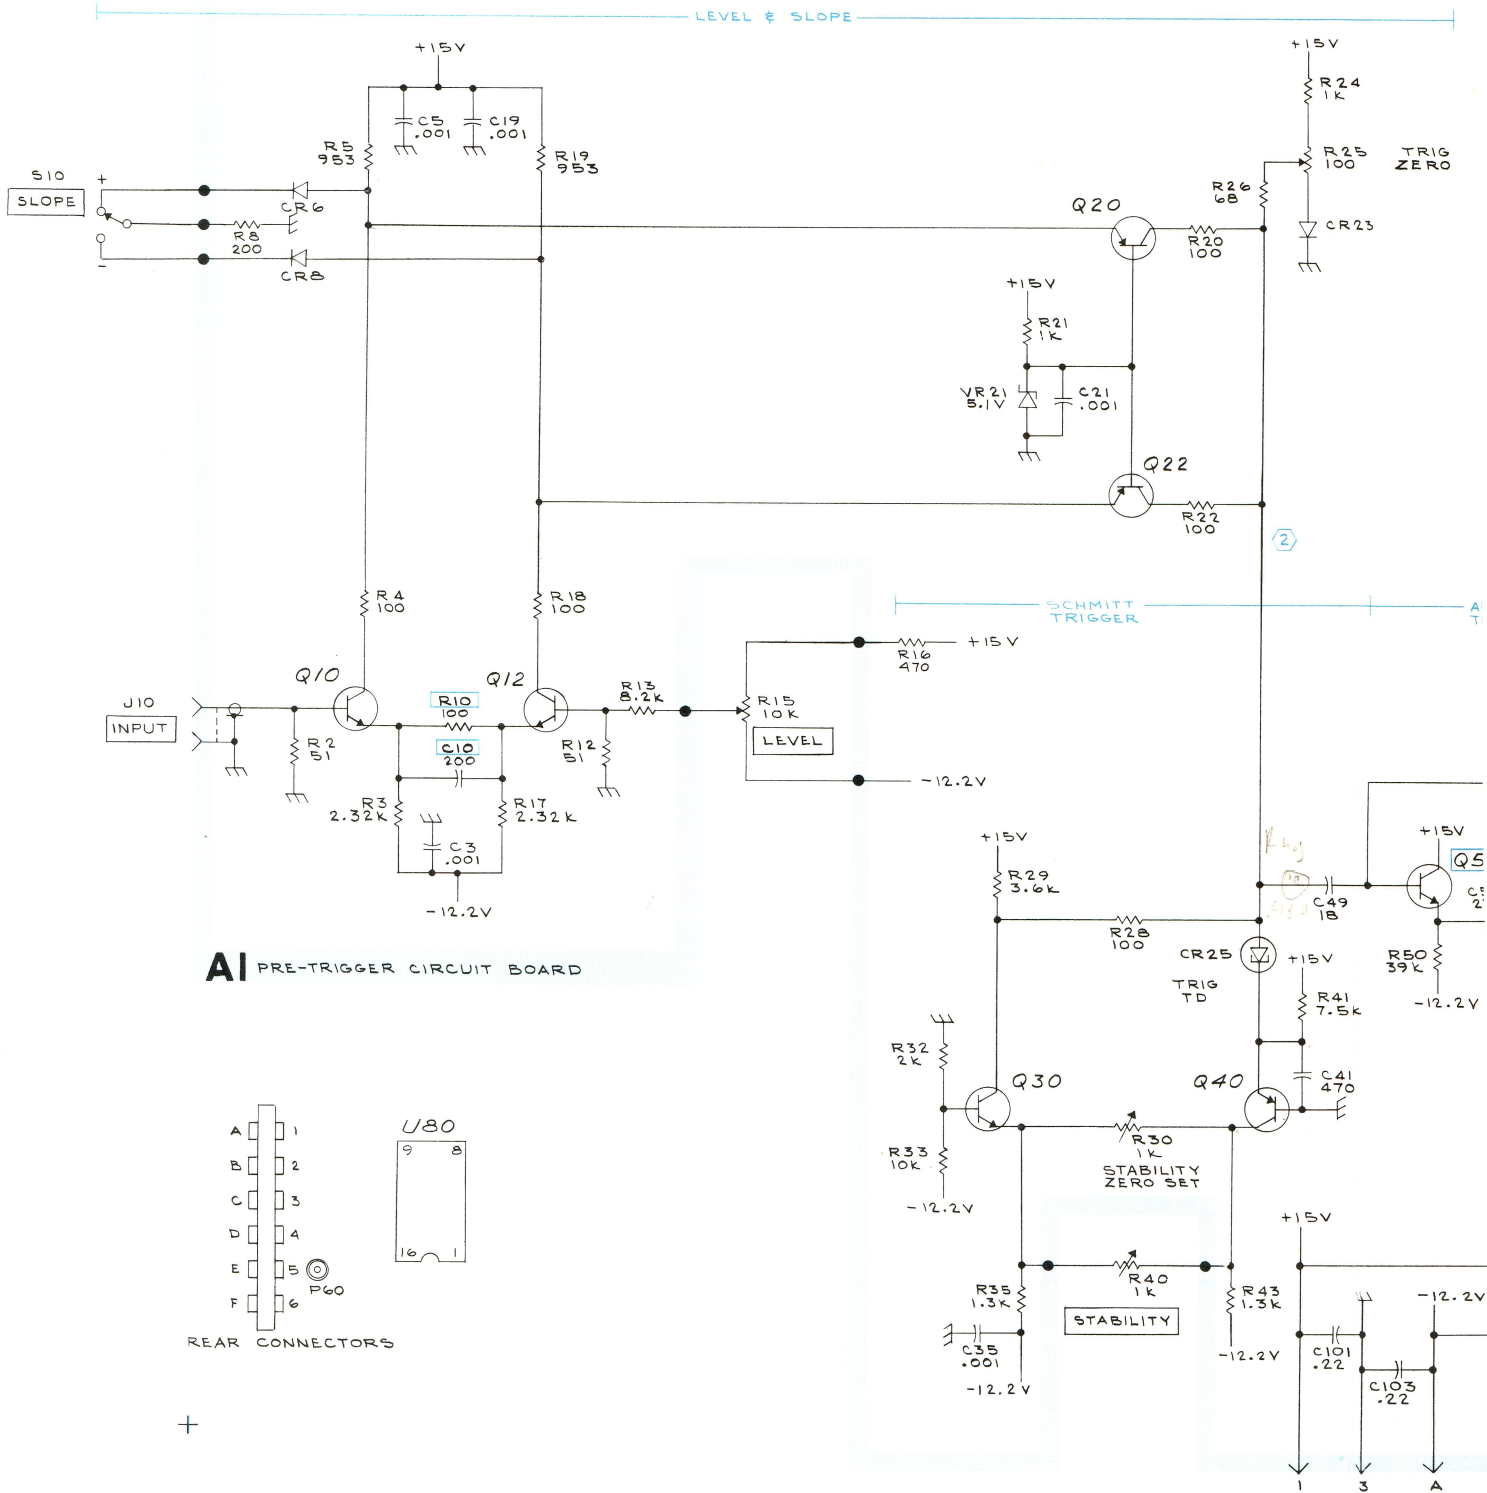 LEVEL & SLOPE
+15V
+15V
R24
1K
C5
.001
C19
.001
R5
953
R19
953
R25
100
TRIG
ZERO
S10
SLOPE
+
-
CR6
R8
200
CR8
R26
68
Q20
R20
100
CR23
+15V
R21
1K
VR21
5.1V
C21
.001
Q22
R22
100
2
R4
100
R18
100
SCHMITT
TRIGGER
A
T
R16
470
+15V
Q10
Q12
R13
8.2K
J10
INPUT
R10
100
R15
10K
LEVEL
R2
51
C10
200
R12
51
-12.2V
R3
2.32K
R17
2.32K
C3
.001
-12.2V
+15V
R29
3.6K
+15V
Q5
C49
18
C5
2
R28
100
CR25
+15V
R50
39K
-12.2V
TRIG
TD
R41
7.5K
A1 PRE-TRIGGER CIRCUIT BOARD
R32
2K
Q30
Q40
C41
470
R33
10K
-12.2V
R30
1K
STABILITY
ZERO SET
U80
9 8
16 1
A 1
B 2
C 3
D 4
E 5
F 6
P60
REAR CONNECTORS
+15V
R35
1.3K
R40
1K
STABILITY
R43
1.3K
-12.2V
-12.2V
C35
.001
-12.2V
C101
.22
C103
.22
1
3
A